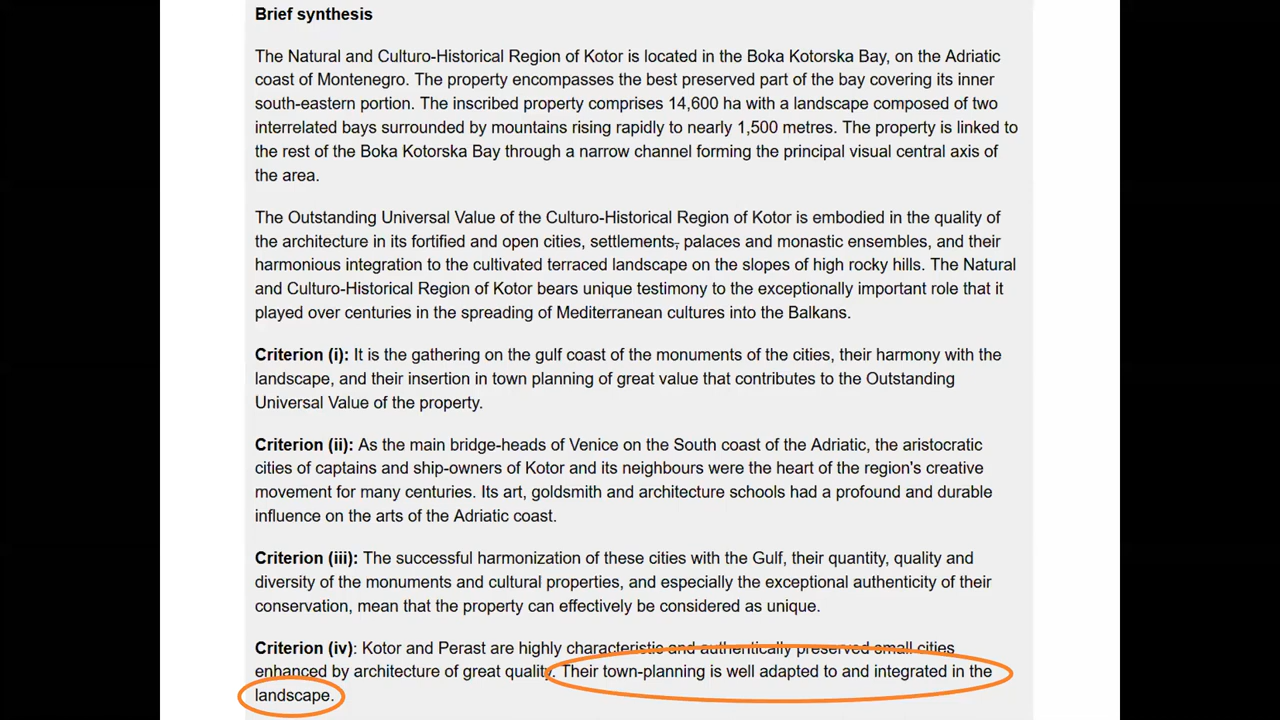 Brief synthesis
The Natural and Culturo-Historical Region of Kotor is located in the Boka Kotorska Bay, on the Adriatic
coast of Montenegro. The property encompasses the best preserved part of the bay covering its inner
south-eastern portion. The inscribed property comprises 14,600 ha with a landscape composed of two
interrelated bays surrounded by mountains rising rapidly to nearly 1,500 metres. The property is linked to
the rest of the Boka Kotorska Bay through a narrow channel forming the principal visual central axis of
the area.
The Outstanding Universal Value of the Culturo-Historical Region of Kotor is embodied in the quality of
the architecture in its fortified and open cities, settlements, palaces and monastic ensembles, and their
harmonious integration to the cultivated terraced landscape on the slopes of high rocky hills. The Natural
and Culturo-Historical Region of Kotor bears unique testimony to the exceptionally important role that it
played over centuries in the spreading of Mediterranean cultures into the Balkans.
Criterion (i): It is the gathering on the gulf coast of the monuments of the cities, their harmony with the
landscape, and their insertion in town planning of great value that contributes to the Outstanding
Universal Value of the property.
Criterion (ii): As the main bridge-heads of Venice on the South coast of the Adriatic, the aristocratic
cities of captains and ship-owners of Kotor and its neighbours were the heart of the region's creative
movement for many centuries. Its art, goldsmith and architecture schools had a profound and durable
influence on the arts of the Adriatic coast.
Criterion (iii): The successful harmonization of these cities with the Gulf, their quantity, quality and
diversity of the monuments and cultural properties, and especially the exceptional authenticity of their
conservation, mean that the property can effectively be considered as unique.
Criterion (iv): Kotor and Perast are highly characteristic and authentically preserved small cities
enhanced by architecture of great quality. Their town-planning is well adapted to and integrated in the
landscape.